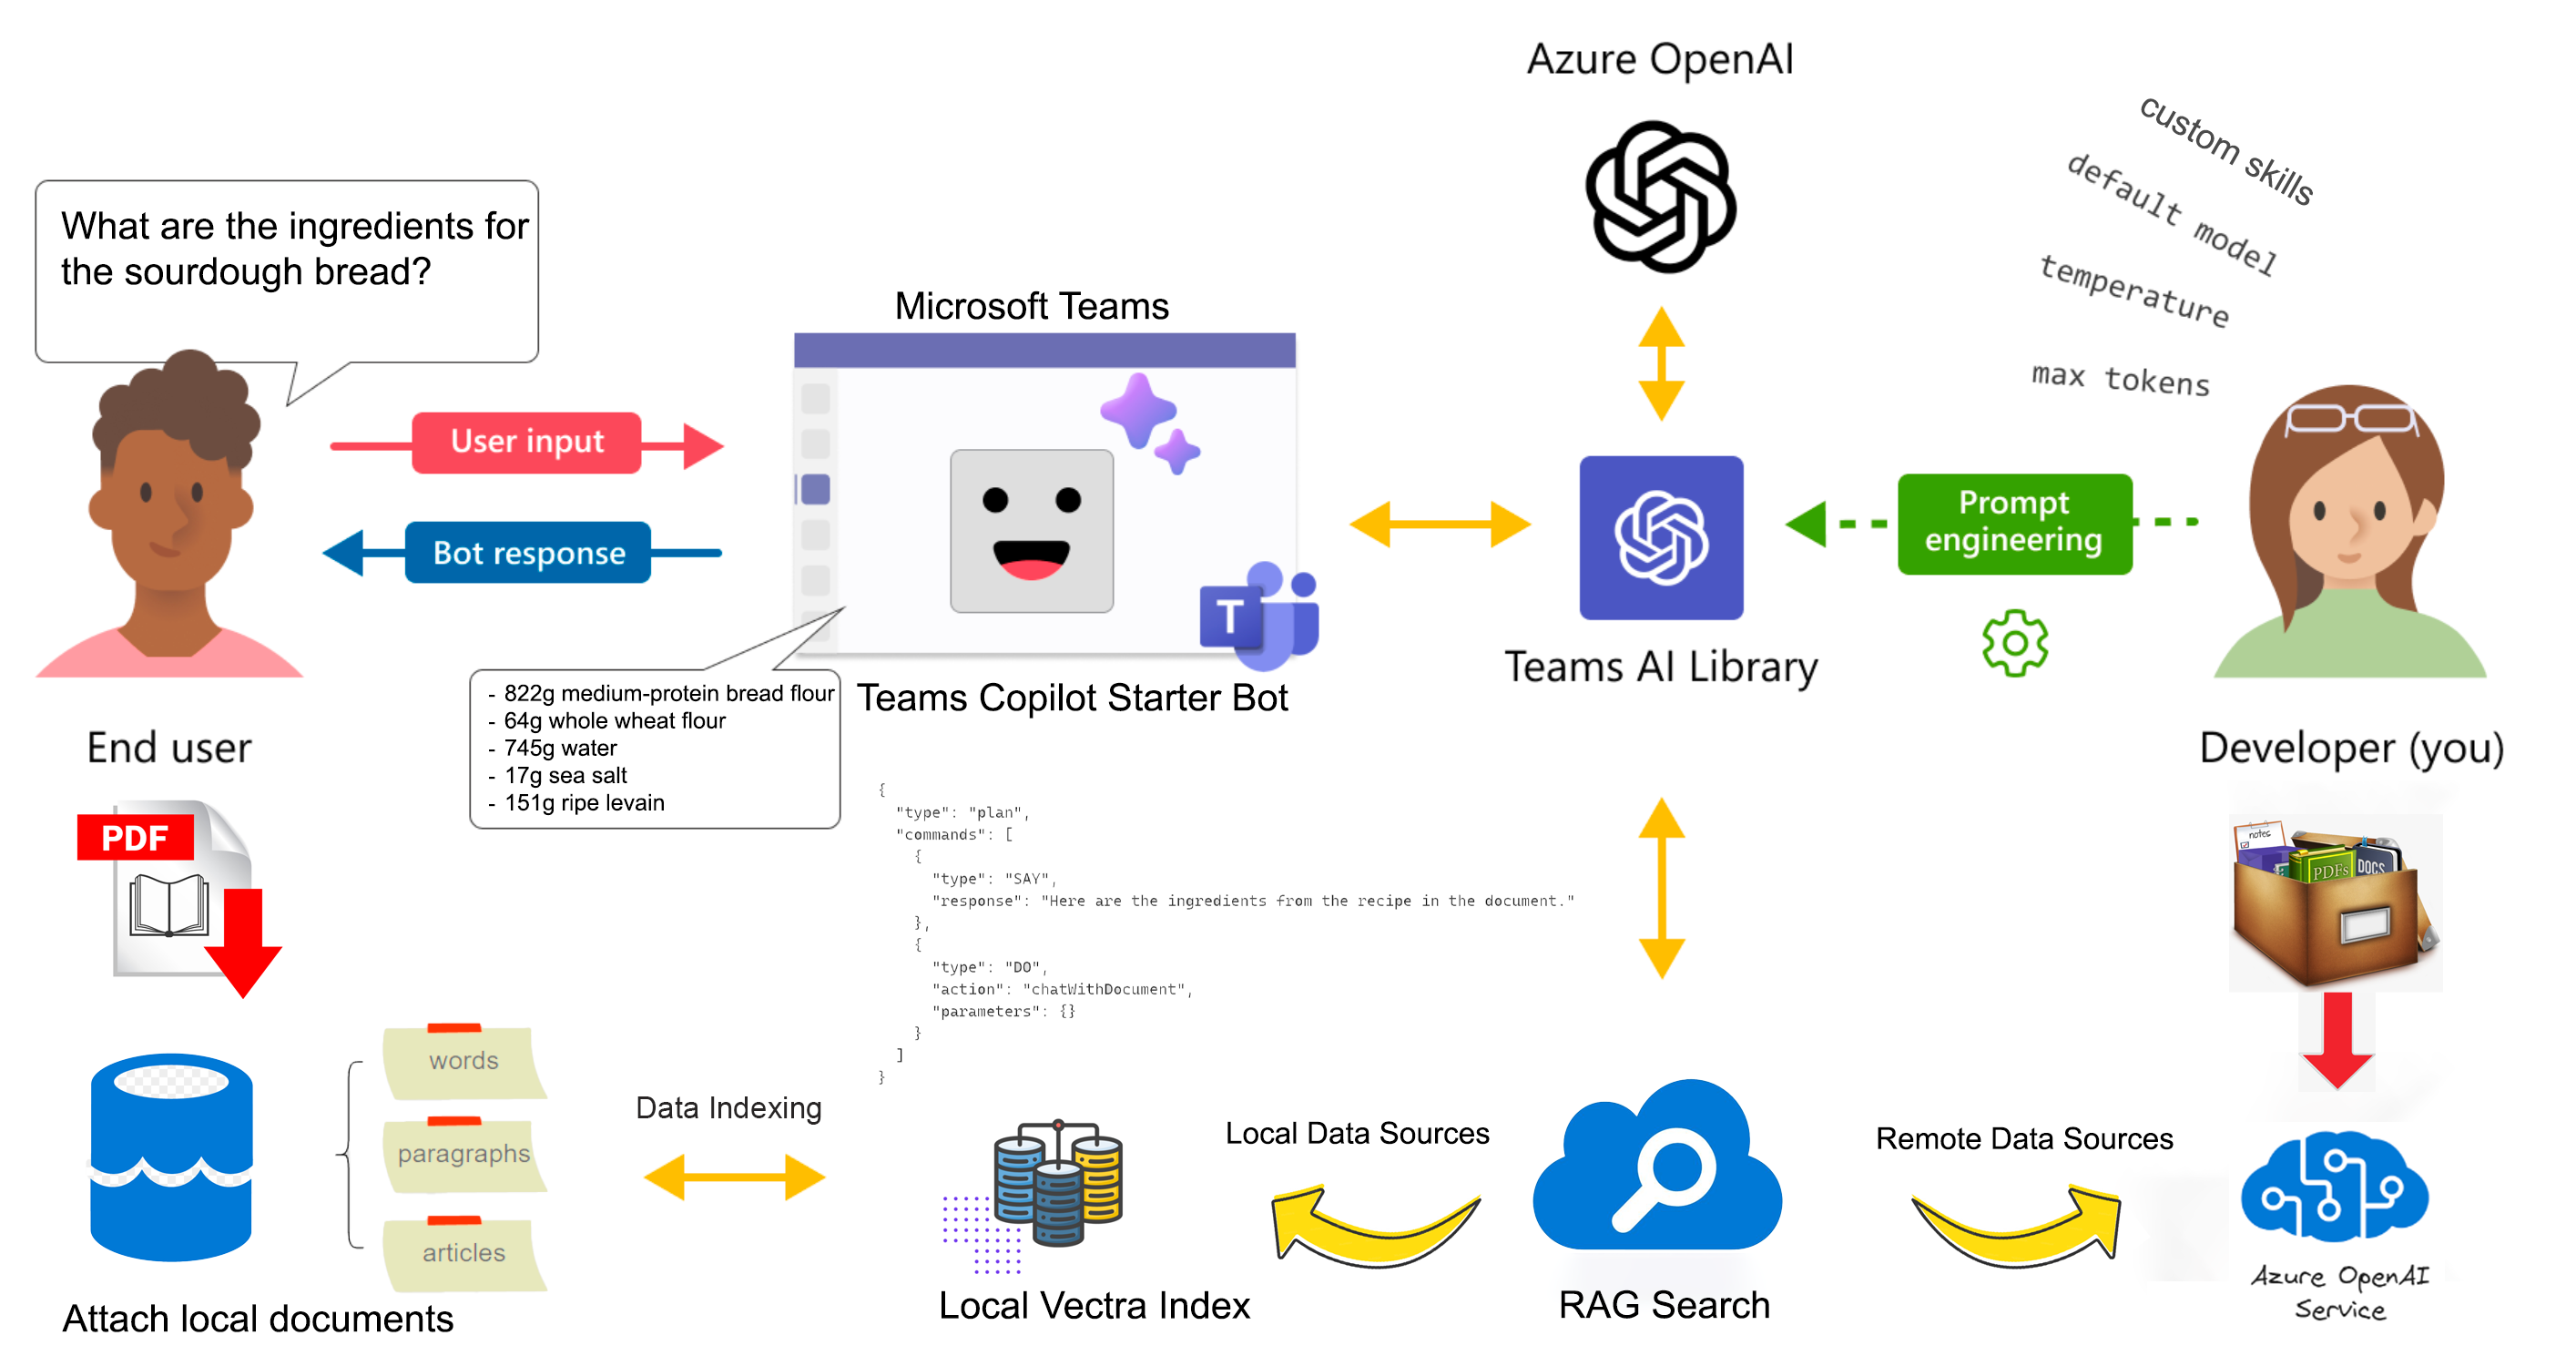 Azure OpenAI
custom skills
default model
temperature
max tokens
What are the ingredients for
the sourdough bread?
Microsoft Teams
User input
Bot response
T
Prompt
engineering
Teams AI Library
- 822g medium-protein bread flour
- 64g whole wheat flour
- 745g water
- 17g sea salt
- 151g ripe levain
Teams Copilot Starter Bot
End user
Developer (you)
PDF
{
"type": "plan",
"commands": [
{
"type": "SAY",
"response": "Here are the ingredients from the recipe in the document."
},
{
"type": "DO",
"action": "chatWithDocument",
"parameters": {}
}
]
}
notes
PDFs
DOCS
words
paragraphs
articles
Data Indexing
Local Data Sources
Remote Data Sources
Attach local documents
Local Vectra Index
RAG Search
Azure OpenAI
Service